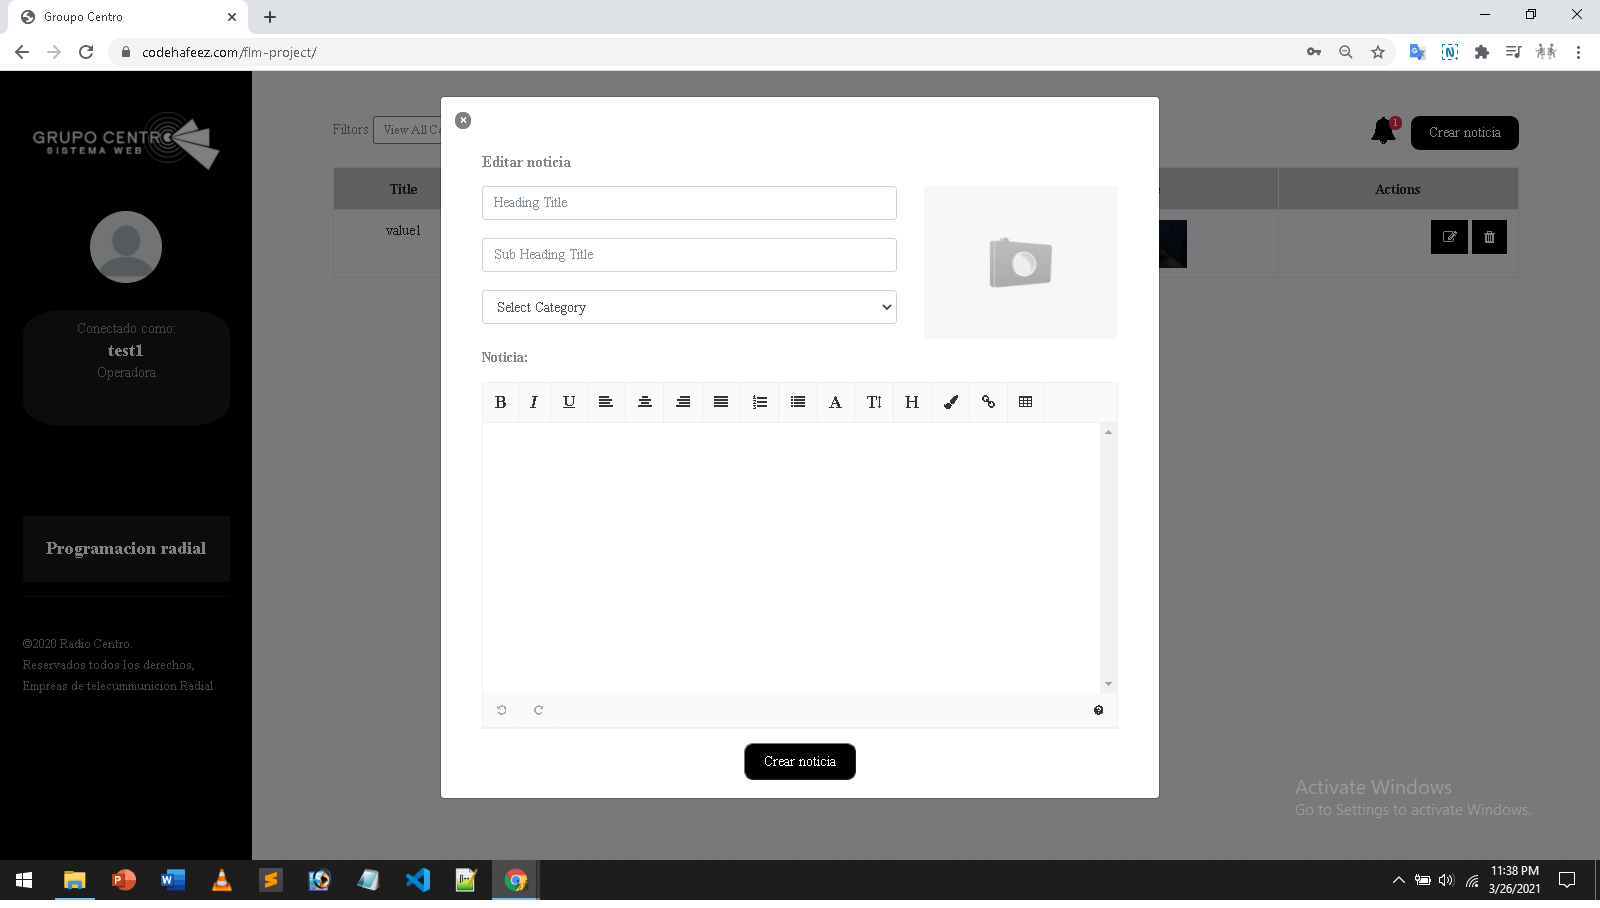 Groupo Centro
codehafeez.com/flm-project/
GRUPO CENTRO
SISTEMA WEB
Conectado como:
test1
Operadora
Programacion radial
©2020 Radio Centro.
Reservados todos los derechos,
Empreas de telecummunicion Radial
Filtors
View All
1
Crear noticia
Title
Actions
value1
Editar noticia
Heading Title
Sub Heading Title
Select Category
Noticia:
B I U A T H
Crear noticia
Activate Windows
Go to Settings to activate Windows.
11:38 PM
3/26/2021